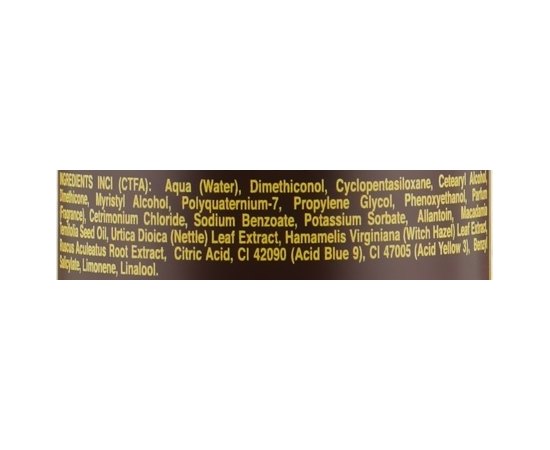 INGREDIENTS INCI (CTFA): Aqua (Water), Dimethiconol, Cyclopentasiloxane, Cetearyl Alcohol,
Dimethicone, Myristyl Alcohol, Polyquaternium-7, Propylene Glycol, Phenoxyethanol, Parfum
(Fragrance), Cetrimonium Chloride, Sodium Benzoate, Potassium Sorbate, Allantoin, Macadamia
Ternifolia Seed Oil, Urtica Dioica (Nettle) Leaf Extract, Hamamelis Virginiana (Witch Hazel) Leaf Extract,
Ruscus Aculeatus Root Extract, Citric Acid, CI 42090 (Acid Blue 9), CI 47005 (Acid Yellow 3), Benzyl
Salicylate, Limonene, Linalool.